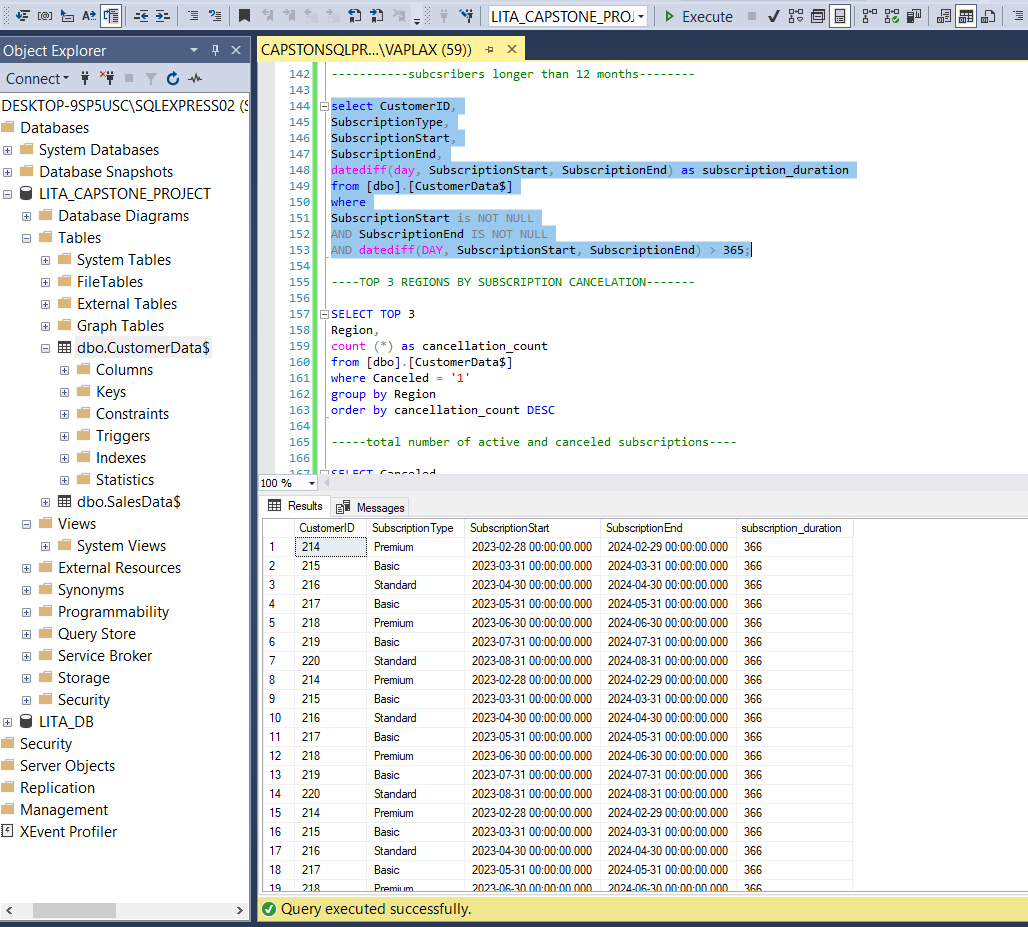 LITA_CAPSTONE_PROJ
Execute
Object Explorer
CAPSTONSQLPR...\VAPLAX (59))
Connect
DESKTOP-9SP5USC\SQLEXPRESS02 (S
Databases
System Databases
Database Snapshots
LITA_CAPSTONE_PROJECT
Database Diagrams
Tables
System Tables
FileTables
External Tables
Graph Tables
dbo.CustomerData$
Columns
Keys
Constraints
Triggers
Indexes
Statistics
dbo.SalesData$
Views
System Views
External Resources
Synonyms
Programmability
Query Store
Service Broker
Storage
Security
LITA_DB
Security
Server Objects
Replication
Management
XEvent Profiler
142 -----------subcsribers longer than 12 months--------
143
144 select CustomerID,
145 SubscriptionType,
146 SubscriptionStart,
147 SubscriptionEnd,
148 datediff(day, SubscriptionStart, SubscriptionEnd) as subscription_duration
149 from [dbo].[CustomerData$]
150 where
151 SubscriptionStart is NOT NULL
152 AND SubscriptionEnd IS NOT NULL
153 AND datediff(DAY, SubscriptionStart, SubscriptionEnd) > 365;
154
155 ----TOP 3 REGIONS BY SUBSCRIPTION CANCELATION-------
156
157 SELECT TOP 3
158 Region,
159 count (*) as cancellation_count
160 from [dbo].[CustomerData$]
161 where Canceled = '1'
162 group by Region
163 order by cancellation_count DESC
164
165 -----total number of active and canceled subscriptions----
166
167 SELECT Canceled
100 %
Results Messages
CustomerID SubscriptionType SubscriptionStart SubscriptionEnd subscription_duration
1 214 Premium 2023-02-28 00:00:00.000 2024-02-29 00:00:00.000 366
2 215 Basic 2023-03-31 00:00:00.000 2024-03-31 00:00:00.000 366
3 216 Standard 2023-04-30 00:00:00.000 2024-04-30 00:00:00.000 366
4 217 Basic 2023-05-31 00:00:00.000 2024-05-31 00:00:00.000 366
5 218 Premium 2023-06-30 00:00:00.000 2024-06-30 00:00:00.000 366
6 219 Basic 2023-07-31 00:00:00.000 2024-07-31 00:00:00.000 366
7 220 Standard 2023-08-31 00:00:00.000 2024-08-31 00:00:00.000 366
8 214 Premium 2023-02-28 00:00:00.000 2024-02-29 00:00:00.000 366
9 215 Basic 2023-03-31 00:00:00.000 2024-03-31 00:00:00.000 366
10 216 Standard 2023-04-30 00:00:00.000 2024-04-30 00:00:00.000 366
11 217 Basic 2023-05-31 00:00:00.000 2024-05-31 00:00:00.000 366
12 218 Premium 2023-06-30 00:00:00.000 2024-06-30 00:00:00.000 366
13 219 Basic 2023-07-31 00:00:00.000 2024-07-31 00:00:00.000 366
14 220 Standard 2023-08-31 00:00:00.000 2024-08-31 00:00:00.000 366
15 214 Premium 2023-02-28 00:00:00.000 2024-02-29 00:00:00.000 366
16 215 Basic 2023-03-31 00:00:00.000 2024-03-31 00:00:00.000 366
17 216 Standard 2023-04-30 00:00:00.000 2024-04-30 00:00:00.000 366
18 217 Basic 2023-05-31 00:00:00.000 2024-05-31 00:00:00.000 366
19 218 Premium 2023-06-30 00:00:00.000 2024-06-30 00:00:00.000 366
Query executed successfully.